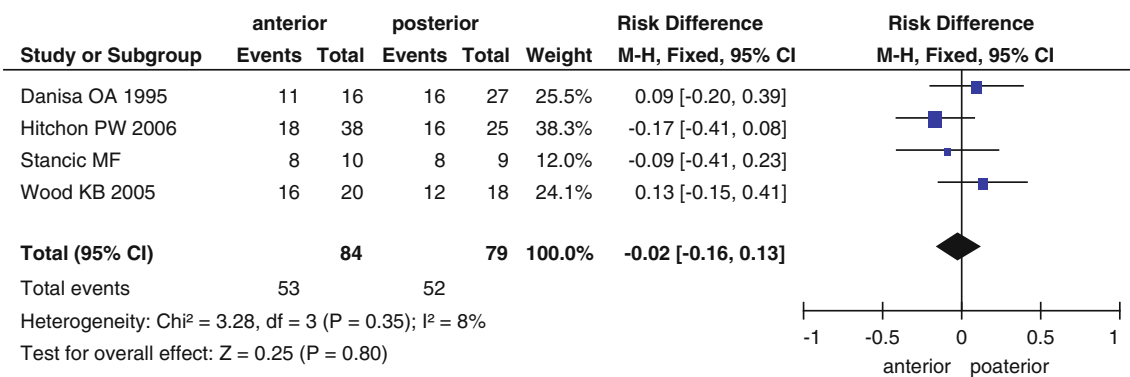 anterior posterior Risk Difference Risk Difference
Study or Subgroup Events Total Events Total Weight M-H, Fixed, 95% CI M-H, Fixed, 95% CI
Danisa OA 1995 11 16 16 27 25.5% 0.09 [-0.20, 0.39]
Hitchon PW 2006 18 38 16 25 38.3% -0.17 [-0.41, 0.08]
Stancic MF 8 10 8 9 12.0% -0.09 [-0.41, 0.23]
Wood KB 2005 16 20 12 18 24.1% 0.13 [-0.15, 0.41]
Total (95% CI) 84 79 100.0% -0.02 [-0.16, 0.13]
Total events 53 52
Heterogeneity: Chi² = 3.28, df = 3 (P = 0.35); I² = 8%
Test for overall effect: Z = 0.25 (P = 0.80)
-1 -0.5 0 0.5 1
anterior poaterior